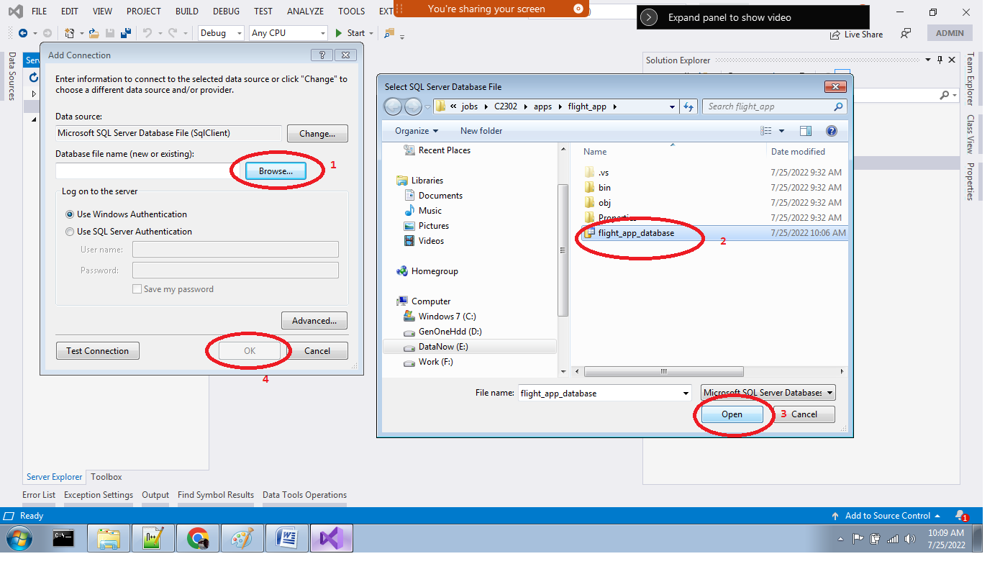 FILE EDIT VIEW PROJECT BUILD DEBUG TEST ANALYZE TOOLS EXT
You're sharing your screen
Expand panel to show video
Debug Any CPU Start
Live Share ADMIN
Data Sources
Add Connection
Enter information to connect to the selected data source or click "Change" to
choose a different data source and/or provider.
Data source:
Microsoft SQL Server Database File (SqlClient)
Change...
Database file name (new or existing):
Browse... 1
Log on to the server
Use Windows Authentication
Use SQL Server Authentication
User name:
Password:
Save my password
Advanced...
Test Connection OK Cancel
4
Select SQL Server Database File
« jobs C2302 apps flight_app
Search flight_app
Organize New folder
Recent Places
Libraries
Documents
Music
Pictures
Videos
Homegroup
Computer
Windows 7 (C:)
GenOneHdd (D:)
DataNow (E:)
Work (F:)
Name Date modified
.vs 7/25/2022 9:32 AM
bin 7/25/2022 9:32 AM
obj 7/25/2022 9:32 AM
Properties 7/25/2022 9:32 AM
flight_app_database 7/25/2022 10:06 AM
2
File name: flight_app_database Microsoft SQL Server Databases
Open 3 Cancel
Solution Explorer
Team Explorer
Class View
Properties
Server Explorer Toolbox
Error List Exception Settings Output Find Symbol Results Data Tools Operations
Ready Add to Source Control 1
10:09 AM
7/25/2022